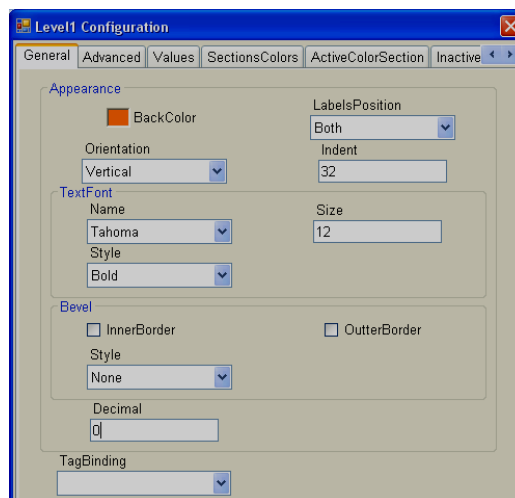 Level1 Configuration
General Advanced Values SectionsColors ActiveColorSection Inactive
Appearance
BackColor
LabelsPosition
Both
Orientation
Vertical
Indent
32
TextFont
Name
Tahoma
Size
12
Style
Bold
Bevel
InnerBorder
OutterBorder
Style
None
Decimal
0
TagBinding